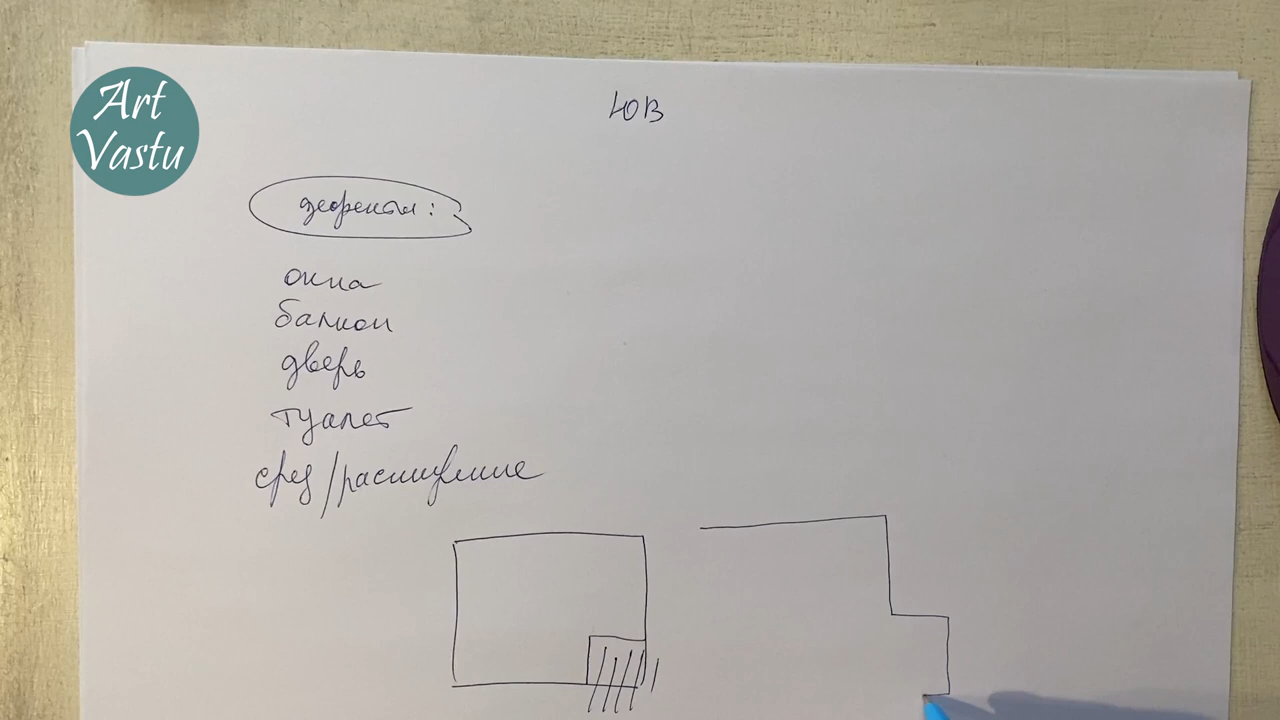 Art
Vastu
ЮВ
дефекты:
окна
балкон
дверь
туалет
срез/расширение